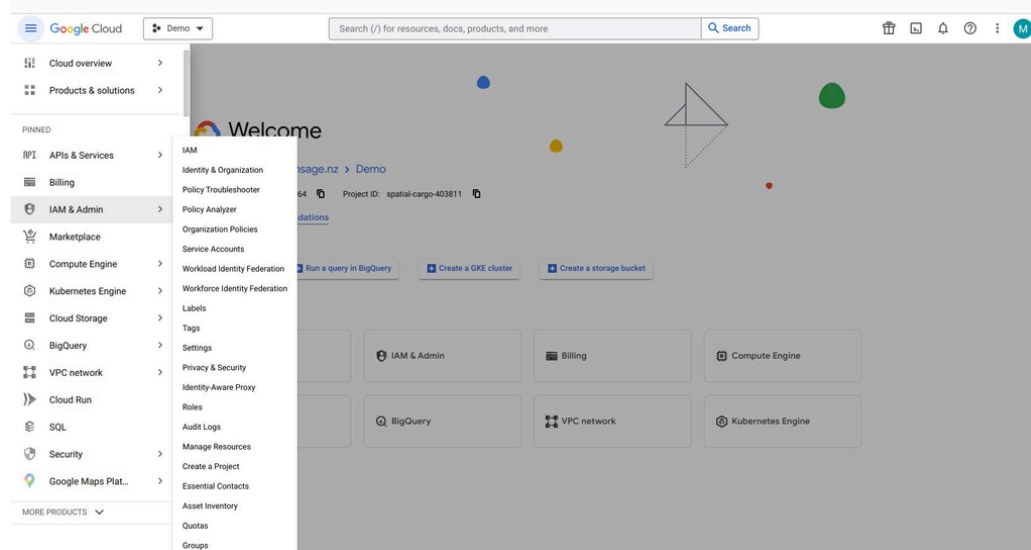 Google Cloud
Demo
Search (/) for resources, docs, products, and more
Search
M
Cloud overview
Products & solutions
PINNED
API APIs & Services
Billing
IAM & Admin
Marketplace
Compute Engine
Kubernetes Engine
Cloud Storage
BigQuery
VPC network
Cloud Run
SQL
Security
Google Maps Plat...
MORE PRODUCTS
IAM
Identity & Organization
Policy Troubleshooter
Policy Analyzer
Organization Policies
Service Accounts
Workload Identity Federation
Workforce Identity Federation
Labels
Tags
Settings
Privacy & Security
Identity-Aware Proxy
Roles
Audit Logs
Manage Resources
Create a Project
Essential Contacts
Asset Inventory
Quotas
Groups
Welcome
nsage.nz > Demo
64 Project ID: spatial-cargo-403811
dations
Run a query in BigQuery
Create a GKE cluster
Create a storage bucket
IAM & Admin
Billing
Compute Engine
BigQuery
VPC network
Kubernetes Engine